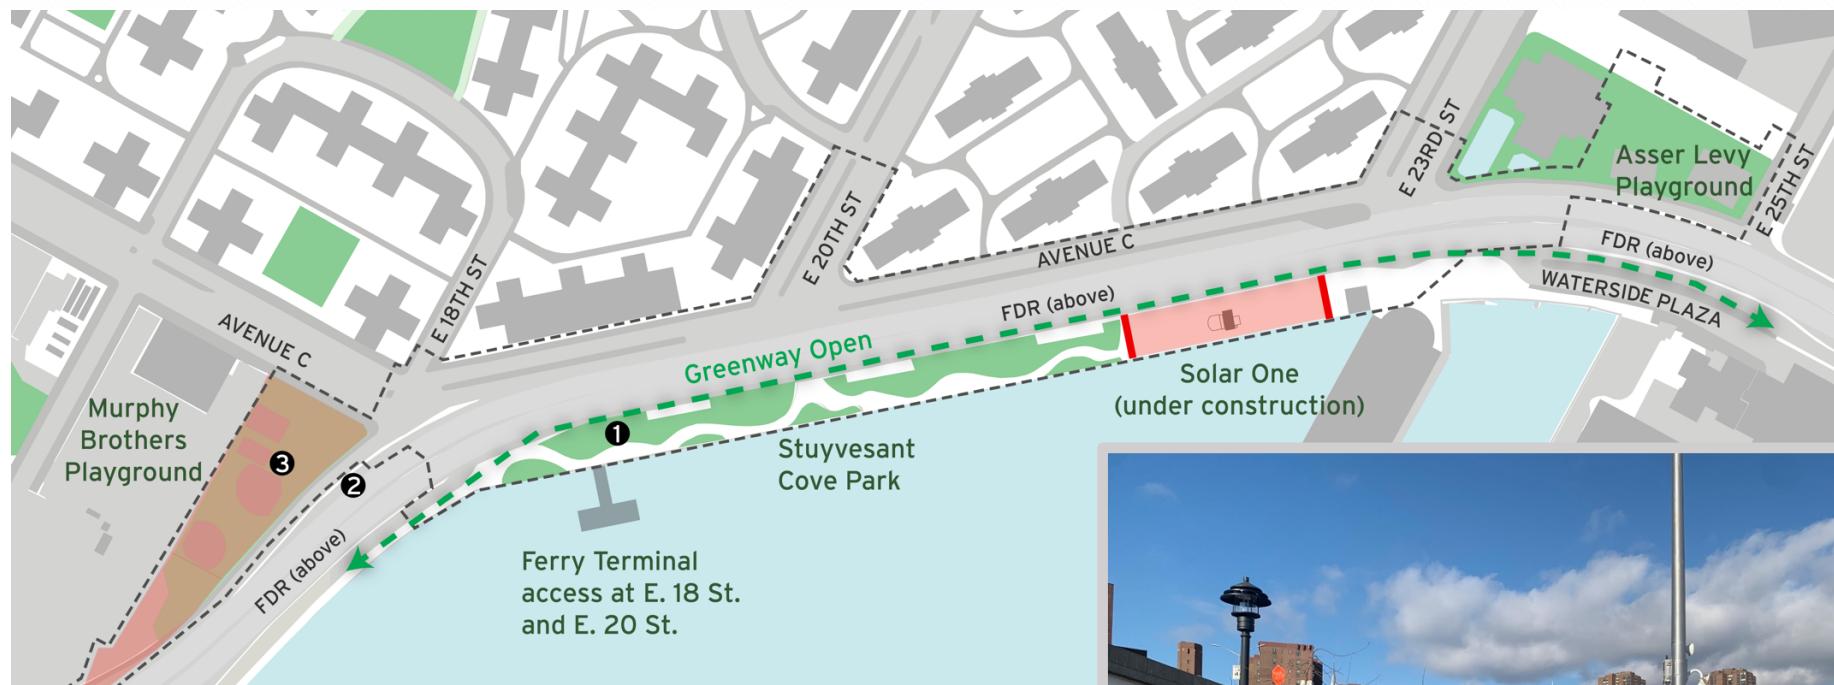 E 23RD ST
Asser Levy
Playground
E 25TH ST
E 20TH ST
AVENUE C
FDR (above)
WATERSIDE PLAZA
E 18TH ST
AVENUE C
FDR (above)
Greenway Open
Solar One
(under construction)
Murphy
Brothers
Playground
1
2
3
Stuyvesant
Cove Park
FDR (above)
Ferry Terminal
access at E. 18 St.
and E. 20 St.